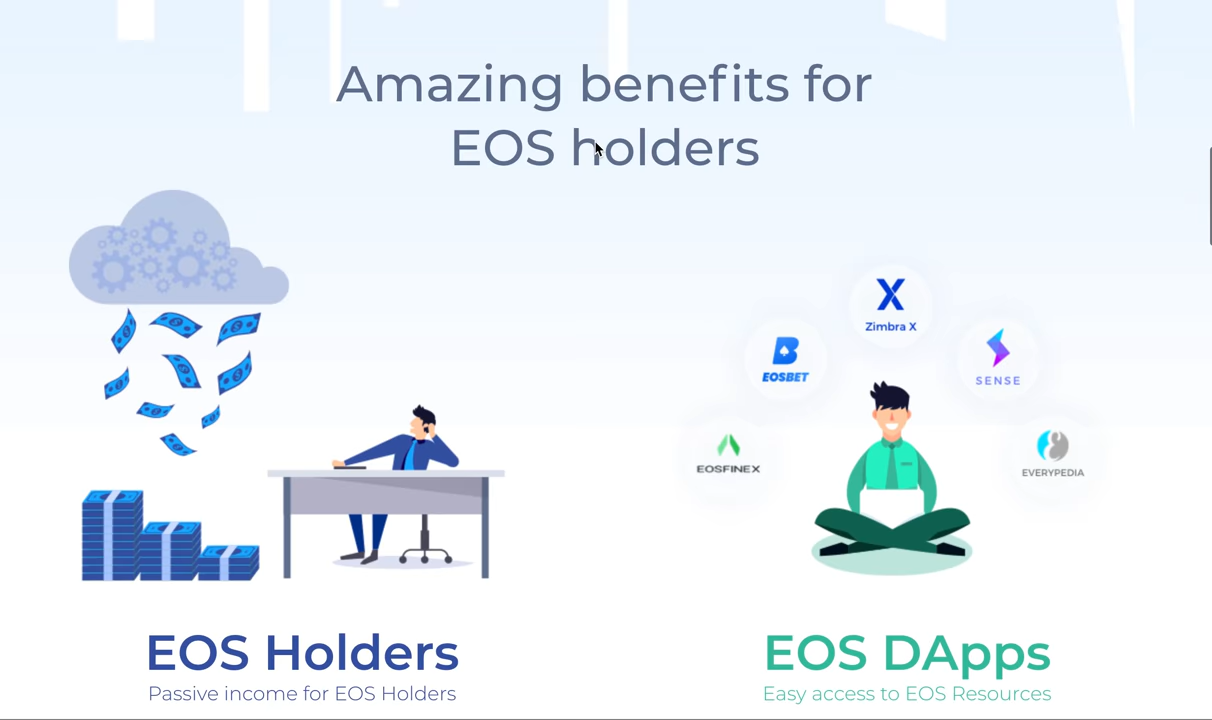 Amazing benefits for
EOS holders
Zimbra X
EOSBET
SENSE
EOSFINEX
EVERYPEDIA
EOS Holders
Passive income for EOS Holders
EOS DApps
Easy access to EOS Resources